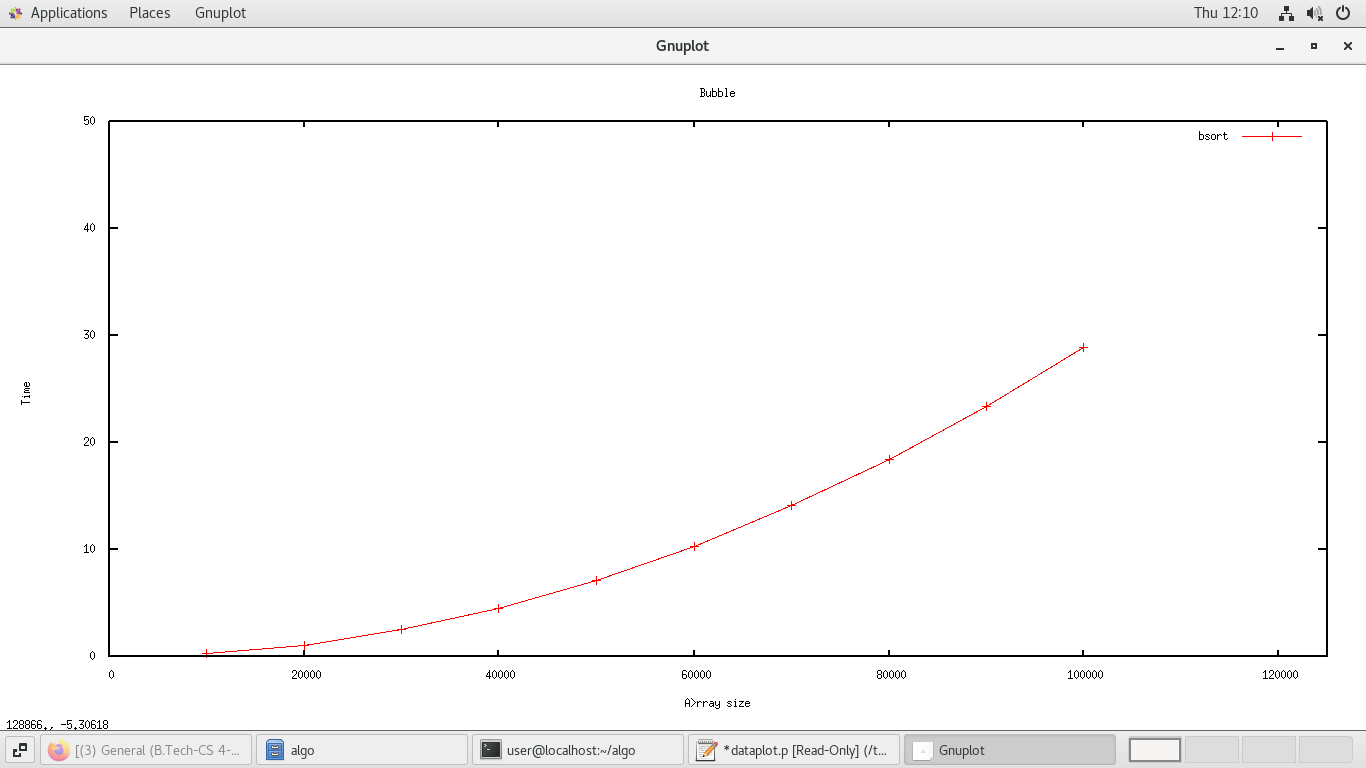 Applications Places Gnuplot Thu 12:10
Gnuplot
Bubble
bsort
50
40
30
20
10
0
Time
0 20000 40000 60000 80000 100000 120000
A>rray size
128866,, -5,30618
[(3) General (B.Tech-CS 4-... algo user@localhost:~/algo *dataplot.p [Read-Only] (/t... Gnuplot